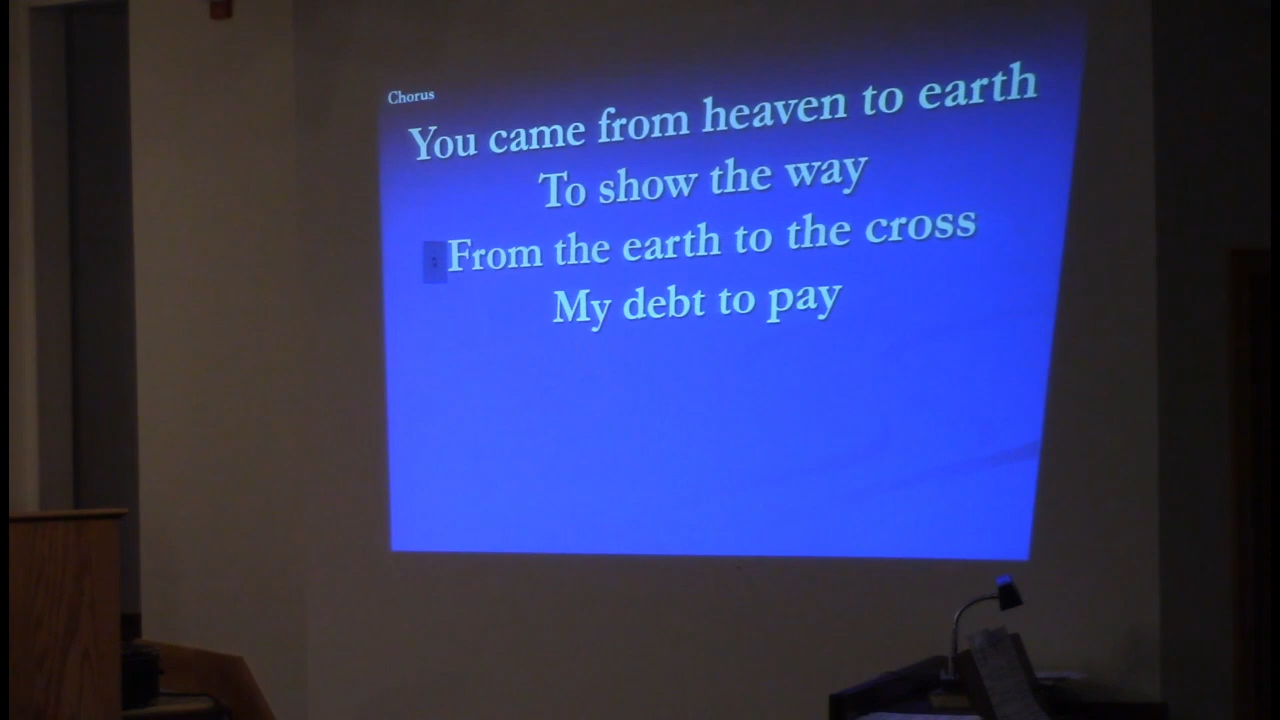 Chorus
You came from heaven to earth
To show the way
From the earth to the cross
My debt to pay